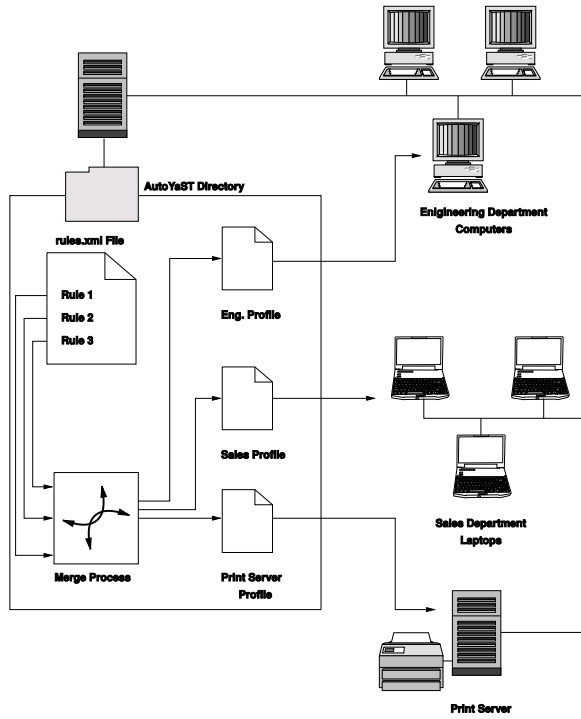 AutoYaST Directory
Enigineering Department
Computers
rules.xml File
Rule 1
Rule 2
Rule 3
Eng. Profile
Sales Profile
Sales Department
Laptops
Merge Process
Print Server
Profile
Print Server